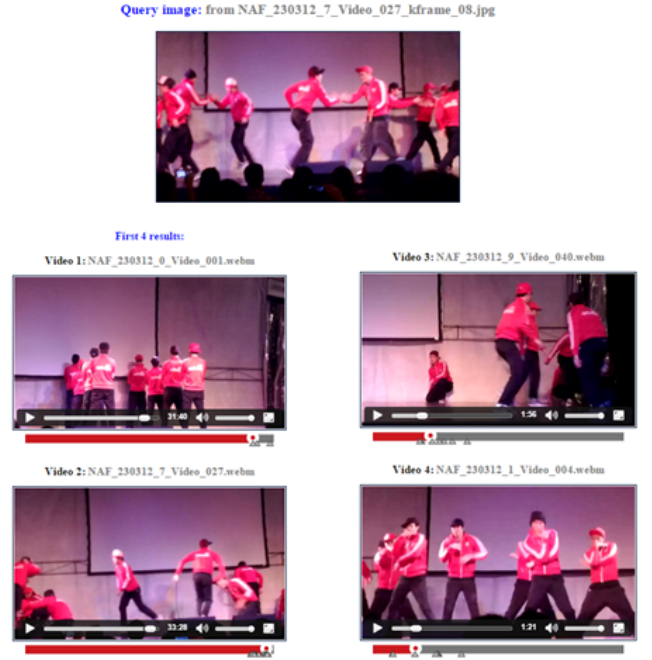 Query image: from NAF_230312_7_Video_027_kframe_08.jpg
First 4 results:
Video 1: NAF_230312_0_Video_001.webm
31:40
Video 2: NAF_230312_7_Video_027.webm
33:28
Video 3: NAF_230312_9_Video_040.webm
1:56
Video 4: NAF_230312_1_Video_004.webm
1:21